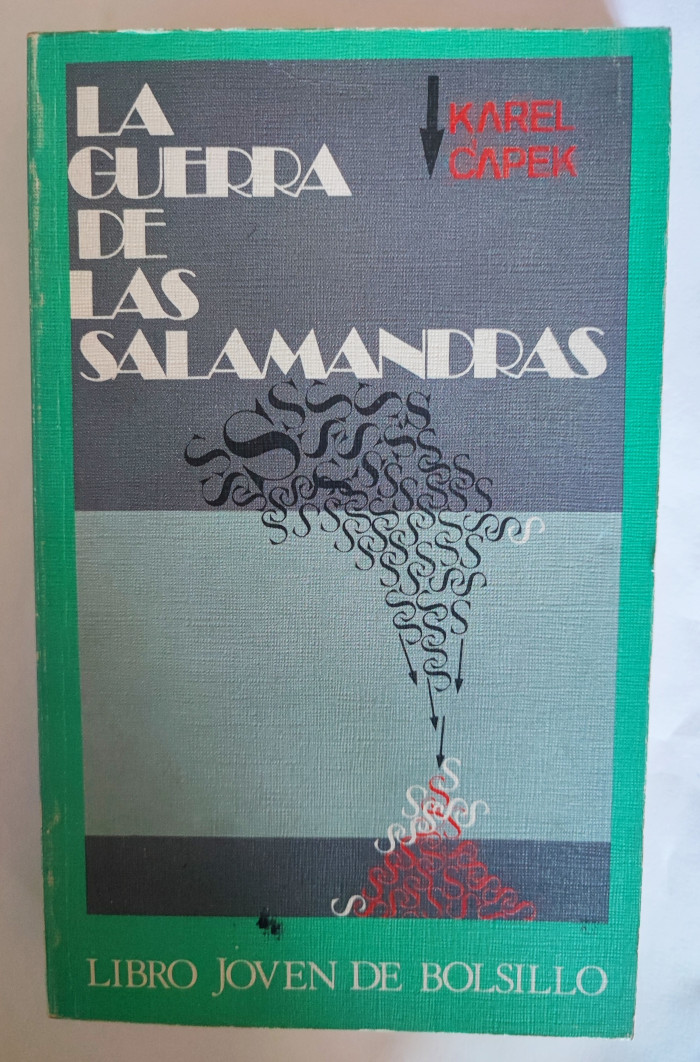 LA
GUERRA
DE
LAS
SALAMANDRAS
KAREL
ČAPEK
LIBRO JOVEN DE BOLSILLO